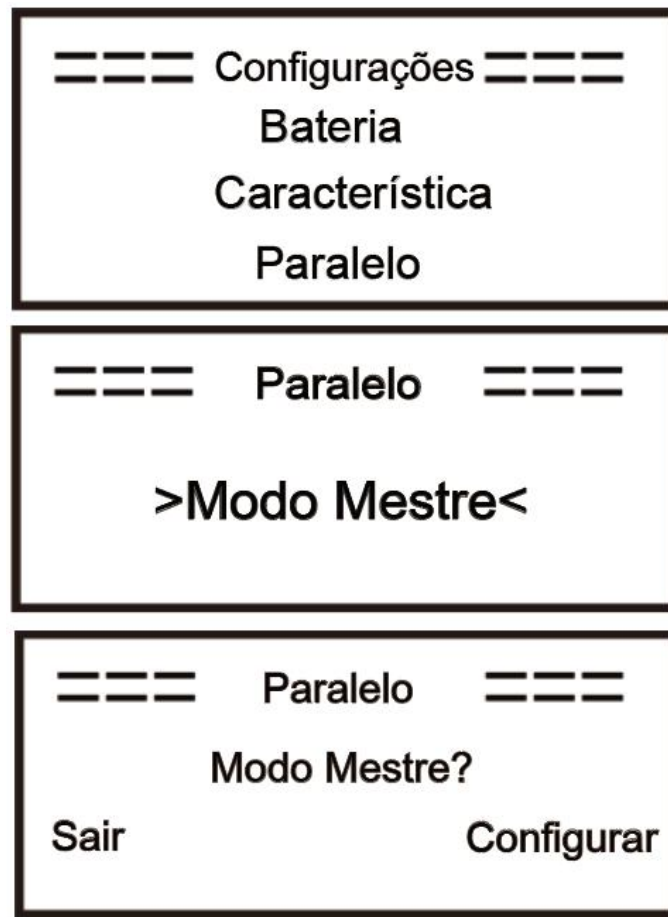 === Configurações ===
Bateria
Característica
Paralelo
=== Paralelo ===
>Modo Mestre<
=== Paralelo ===
Modo Mestre?
Sair Configurar